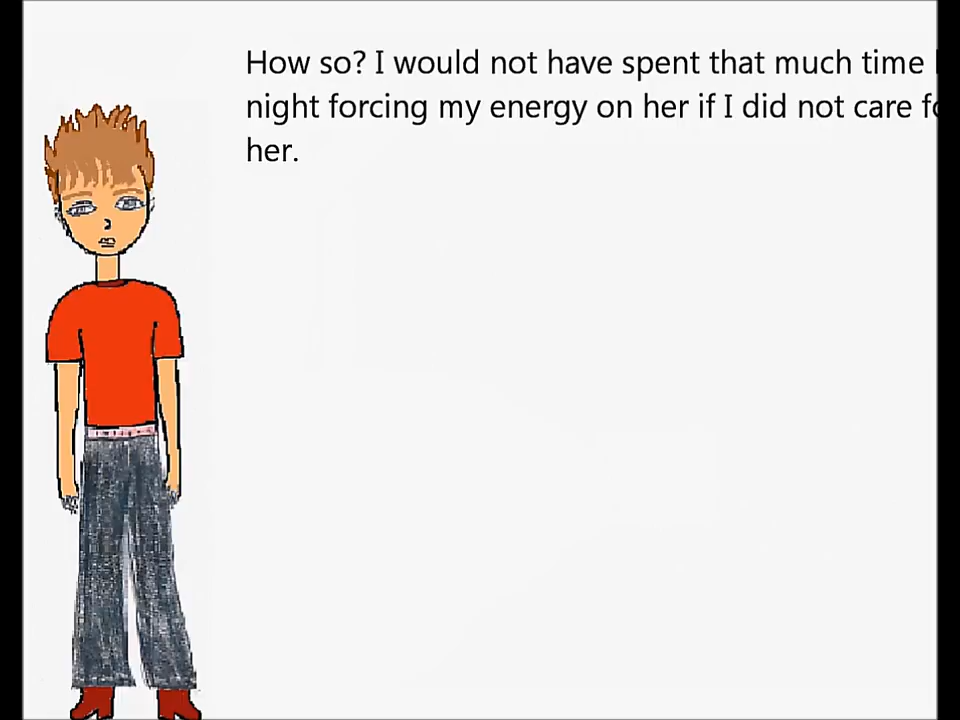 How so? I would not have spent that much time
night forcing my energy on her if I did not care
her.